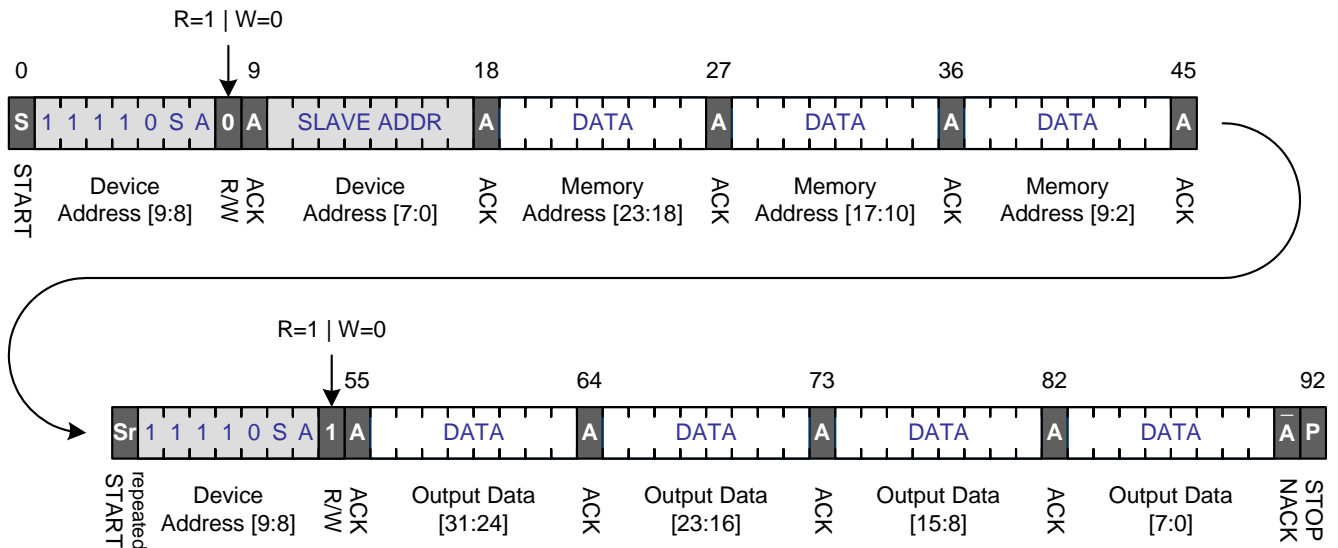 R=1 | W=0
0 9 18 27 36 45
S 1 1 1 1 0 S A 0 A SLAVE ADDR A DATA A DATA A DATA A
START Device Address [9:8] R/W ACK Device Address [7:0] ACK Memory Address [23:18] ACK Memory Address [17:10] ACK Memory Address [9:2] ACK
R=1 | W=0
55 64 73 82 92
Sr 1 1 1 1 0 S A 1 A DATA A DATA A DATA A DATA A̅ P
repeated START Device Address [9:8] R/W ACK Output Data [31:24] ACK Output Data [23:16] ACK Output Data [15:8] ACK Output Data [7:0] NACK STOP